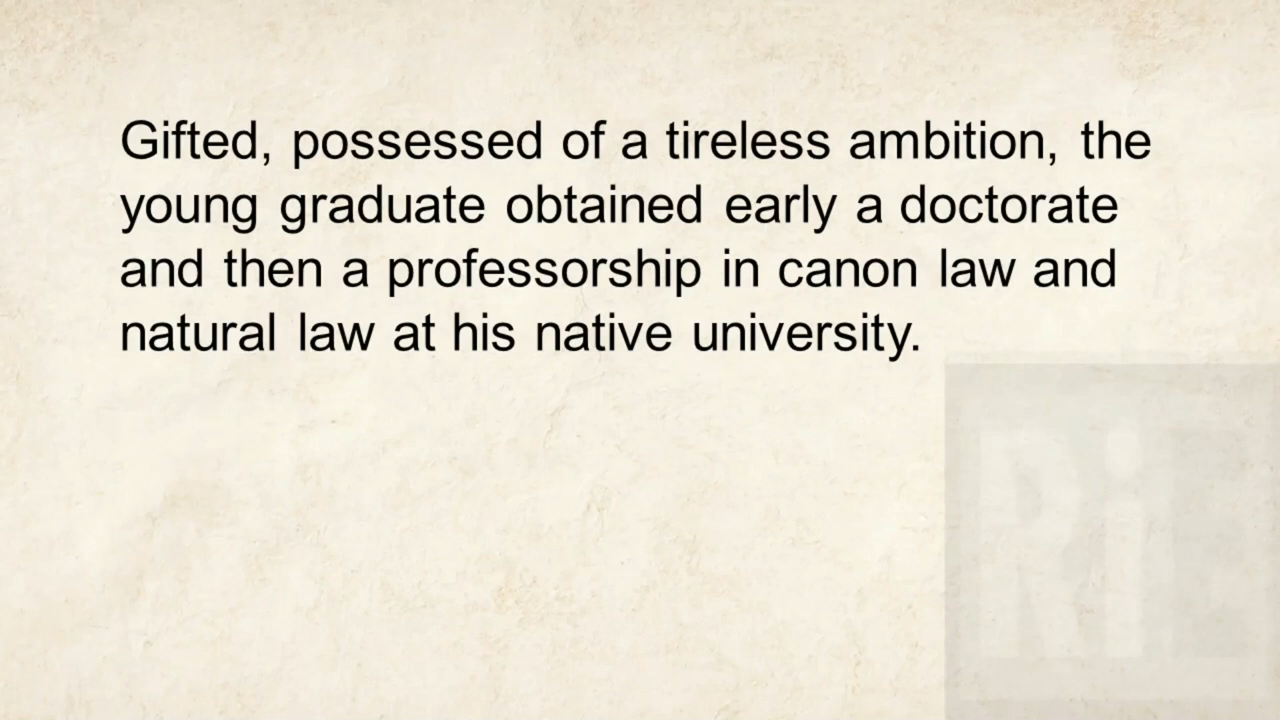 Gifted, possessed of a tireless ambition, the
young graduate obtained early a doctorate
and then a professorship in canon law and
natural law at his native university.